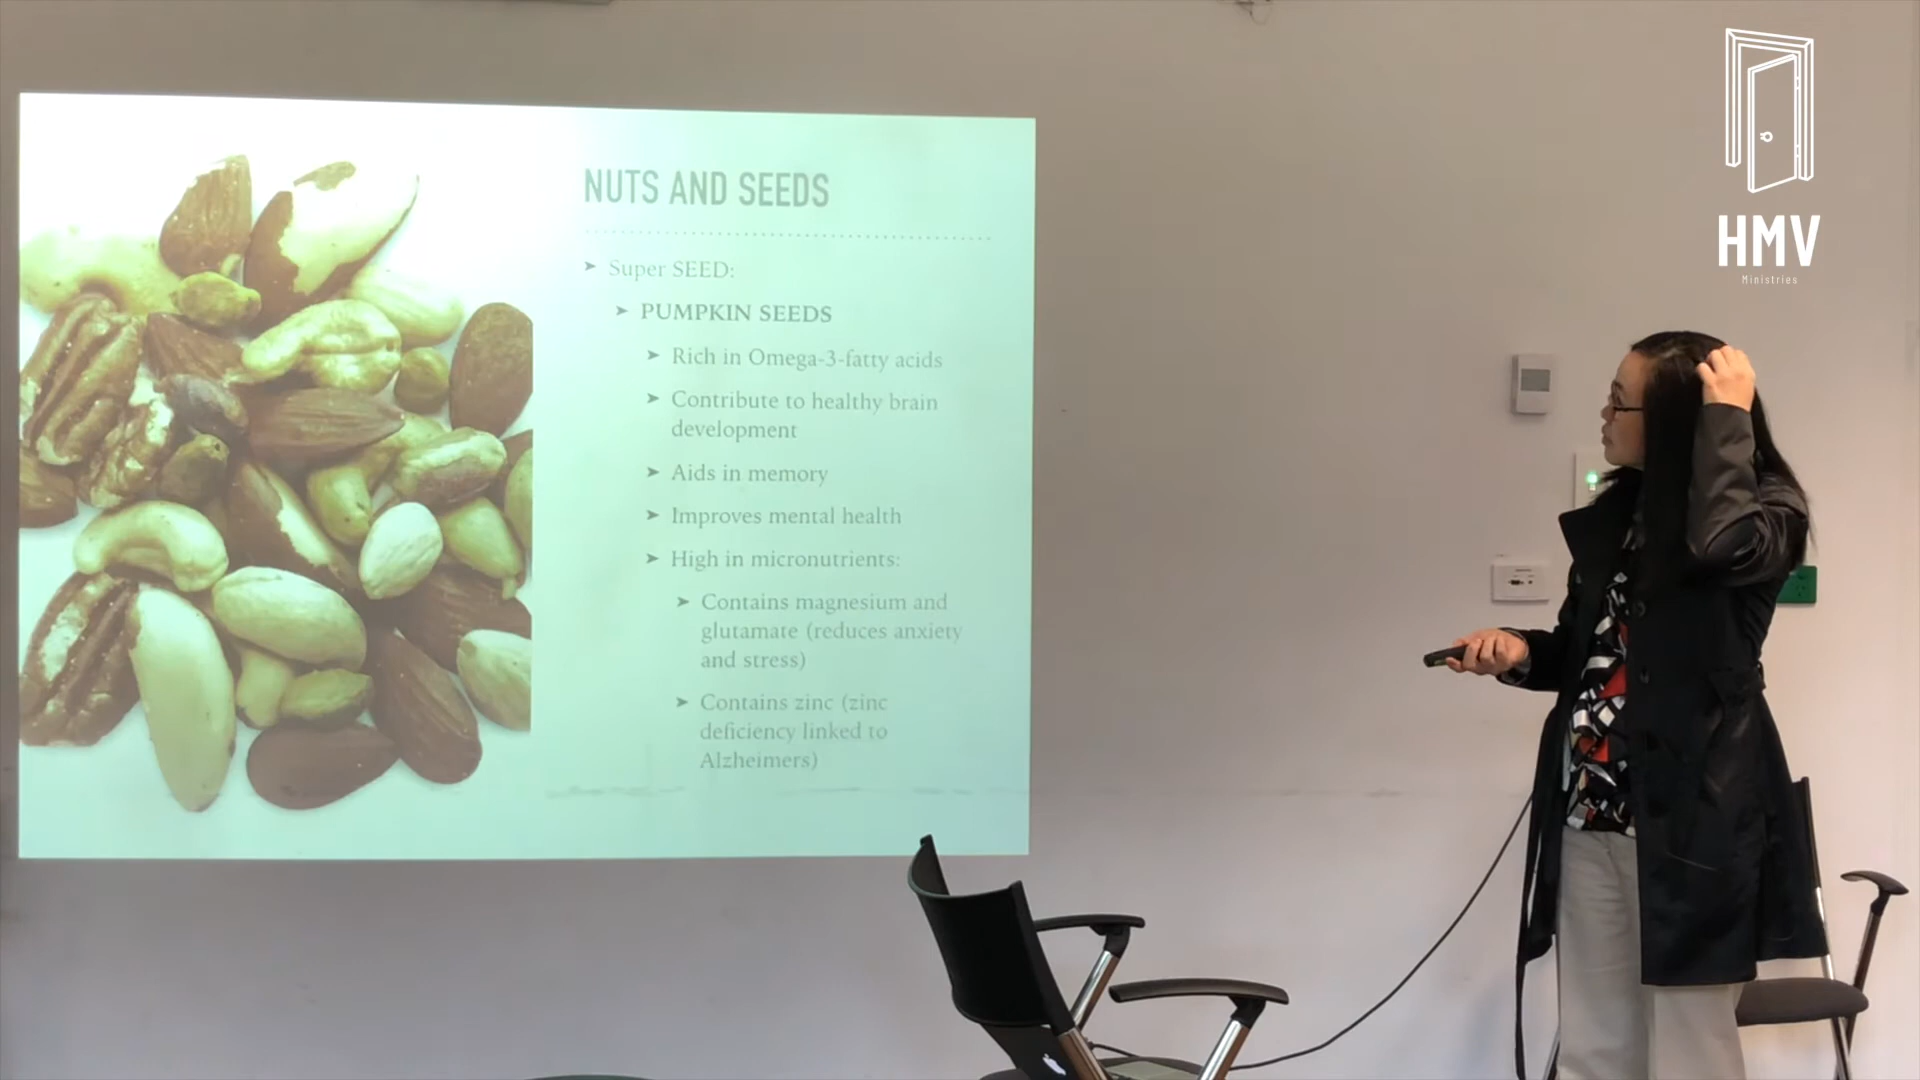 NUTS AND SEEDS
➤ Super SEED:
➤ PUMPKIN SEEDS
➤ Rich in Omega-3-fatty acids
➤ Contribute to healthy brain
development
➤ Aids in memory
➤ Improves mental health
➤ High in micronutrients:
➤ Contains magnesium and
glutamate (reduces anxiety
and stress)
➤ Contains zinc (zinc
deficiency linked to
Alzheimers)
HMV
Ministries